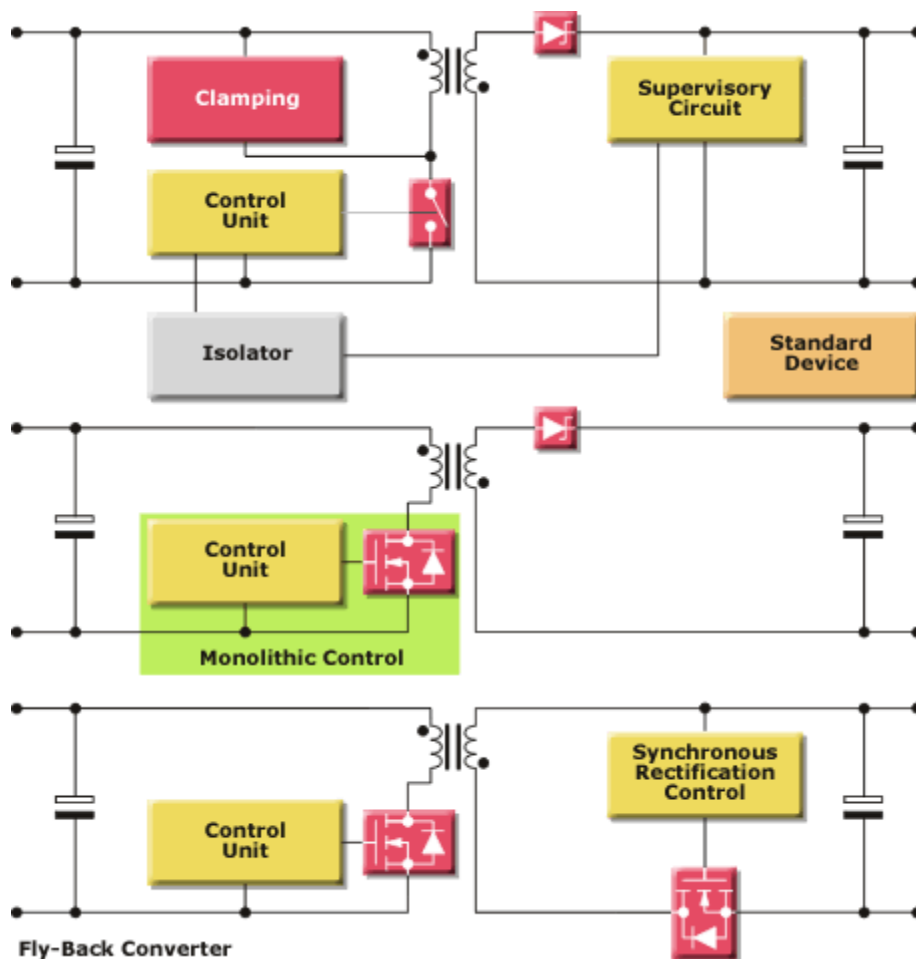 Clamping
Supervisory
Circuit
Control
Unit
Isolator
Standard
Device
Control
Unit
Monolithic Control
Synchronous
Rectification
Control
Control
Unit
Fly-Back Converter